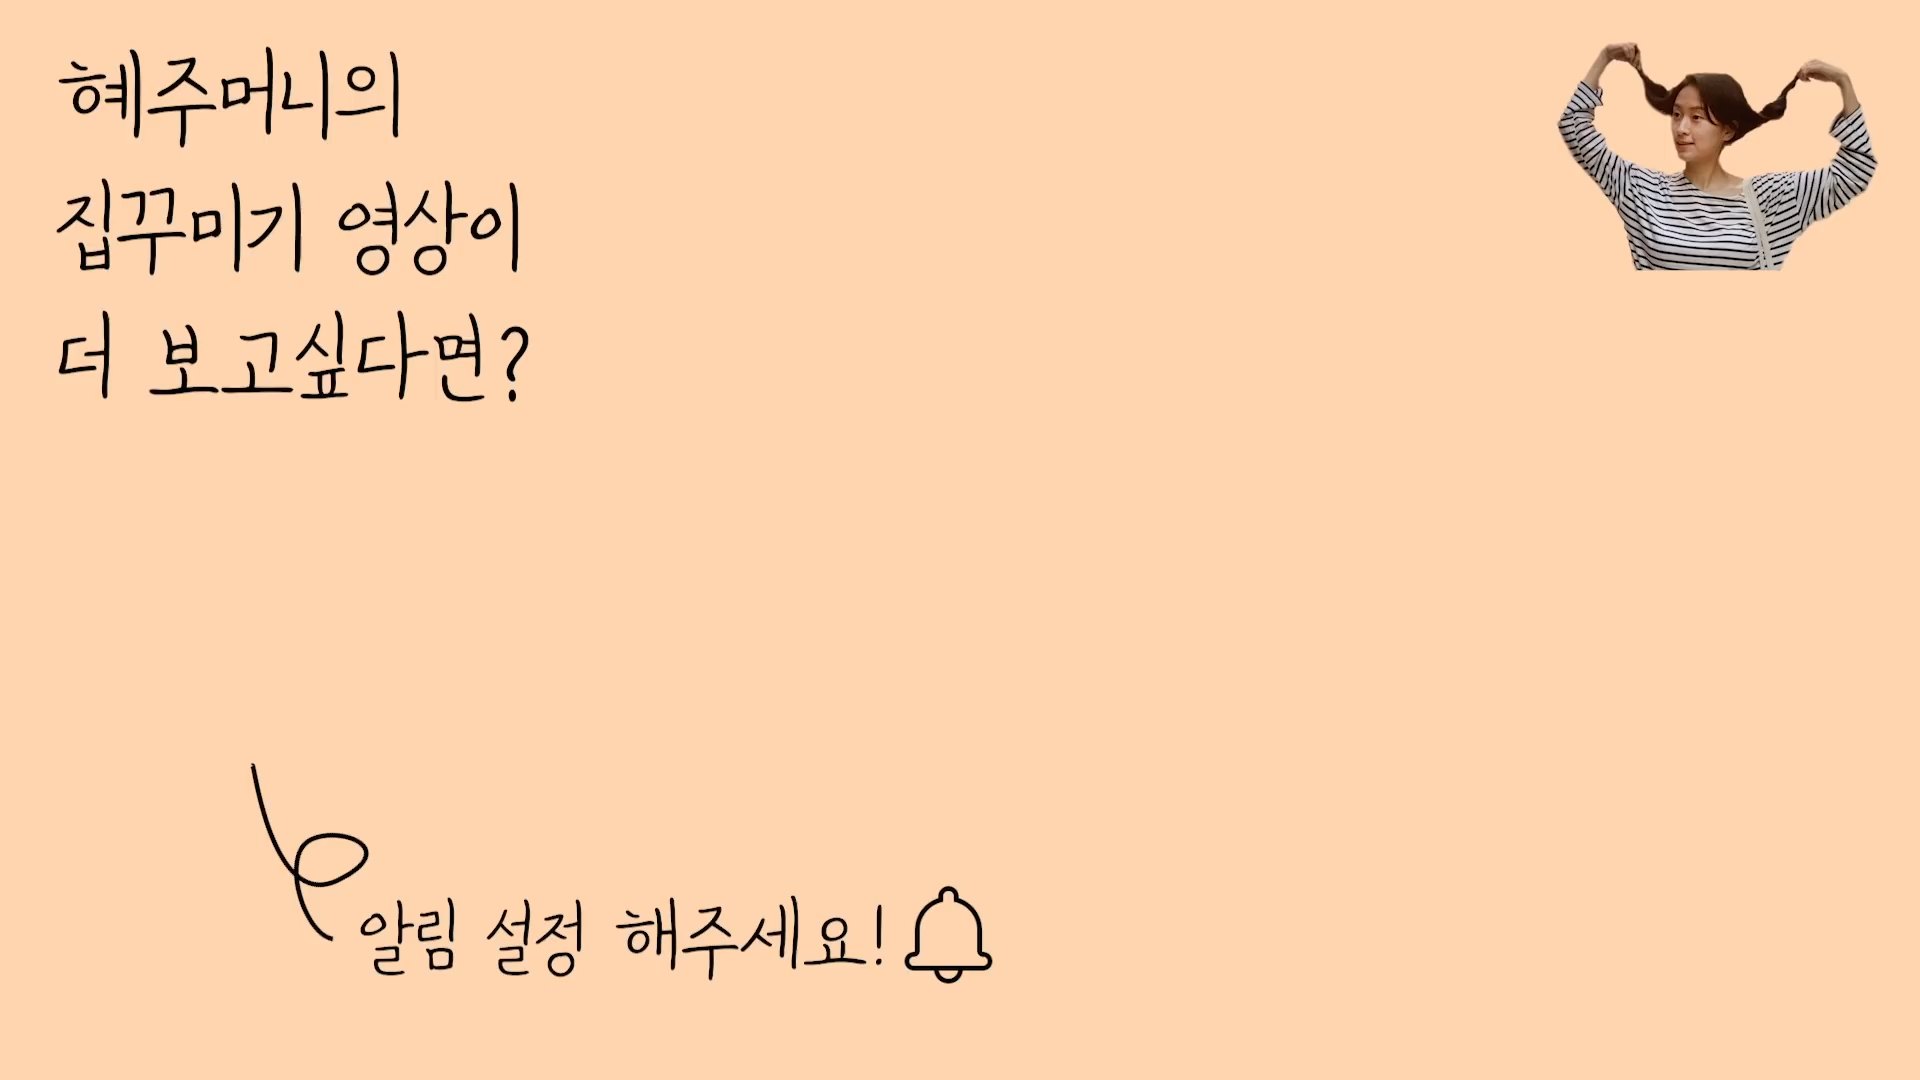 혜주머니의
집꾸미기 영상이
더 보고싶다면?
알림 설정 해주세요!